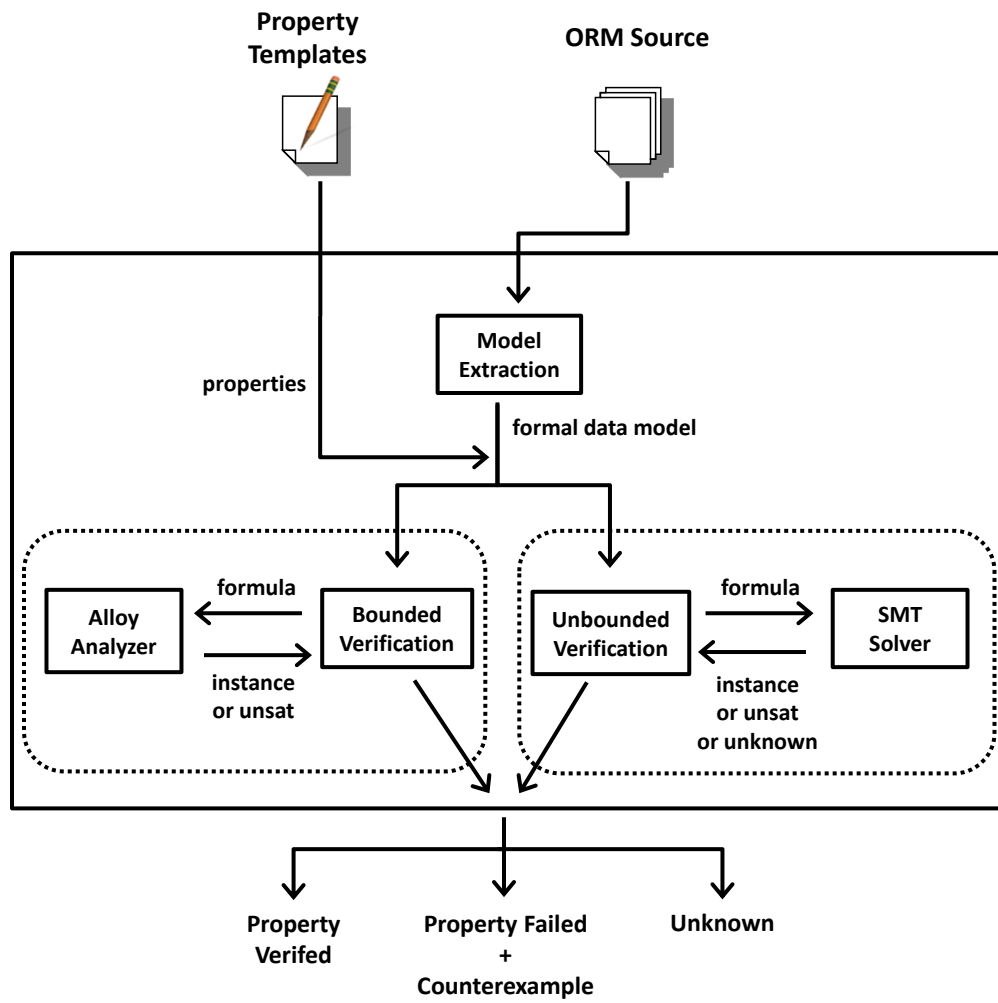 Property
Templates
ORM Source
Model
Extraction
properties
formal data model
formula
Alloy
Analyzer
Bounded
Verification
instance
or unsat
Unbounded
Verification
formula
SMT
Solver
instance
or unsat
or unknown
Property
Verifed
Property Failed
+
Counterexample
Unknown